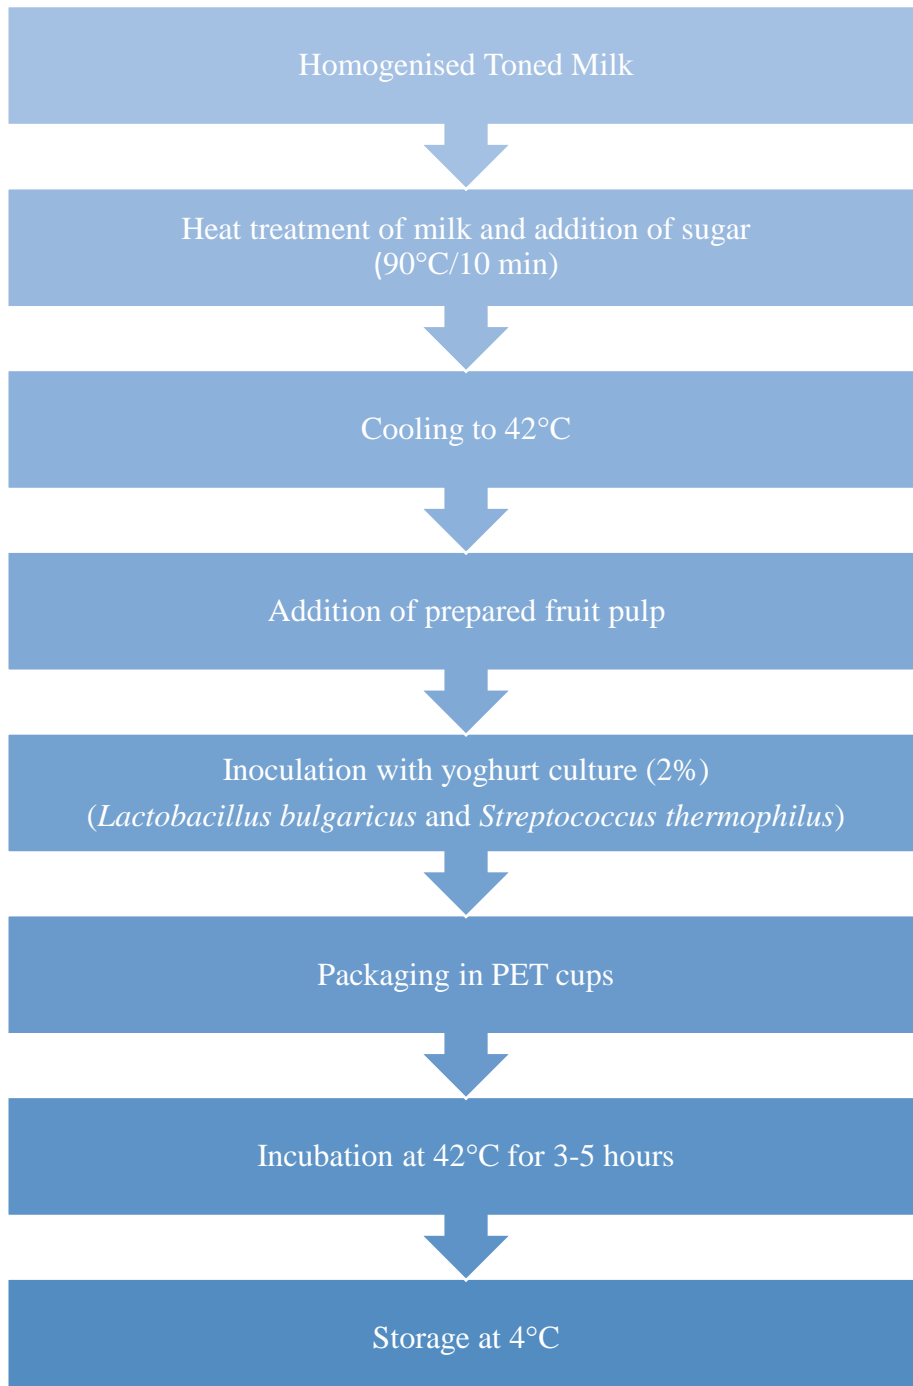 Homogenised Toned Milk
Heat treatment of milk and addition of sugar
(90°C/10 min)
Cooling to 42°C
Addition of prepared fruit pulp
Inoculation with yoghurt culture (2%)
(Lactobacillus bulgaricus and Streptococcus thermophilus)
Packaging in PET cups
Incubation at 42°C for 3-5 hours
Storage at 4°C